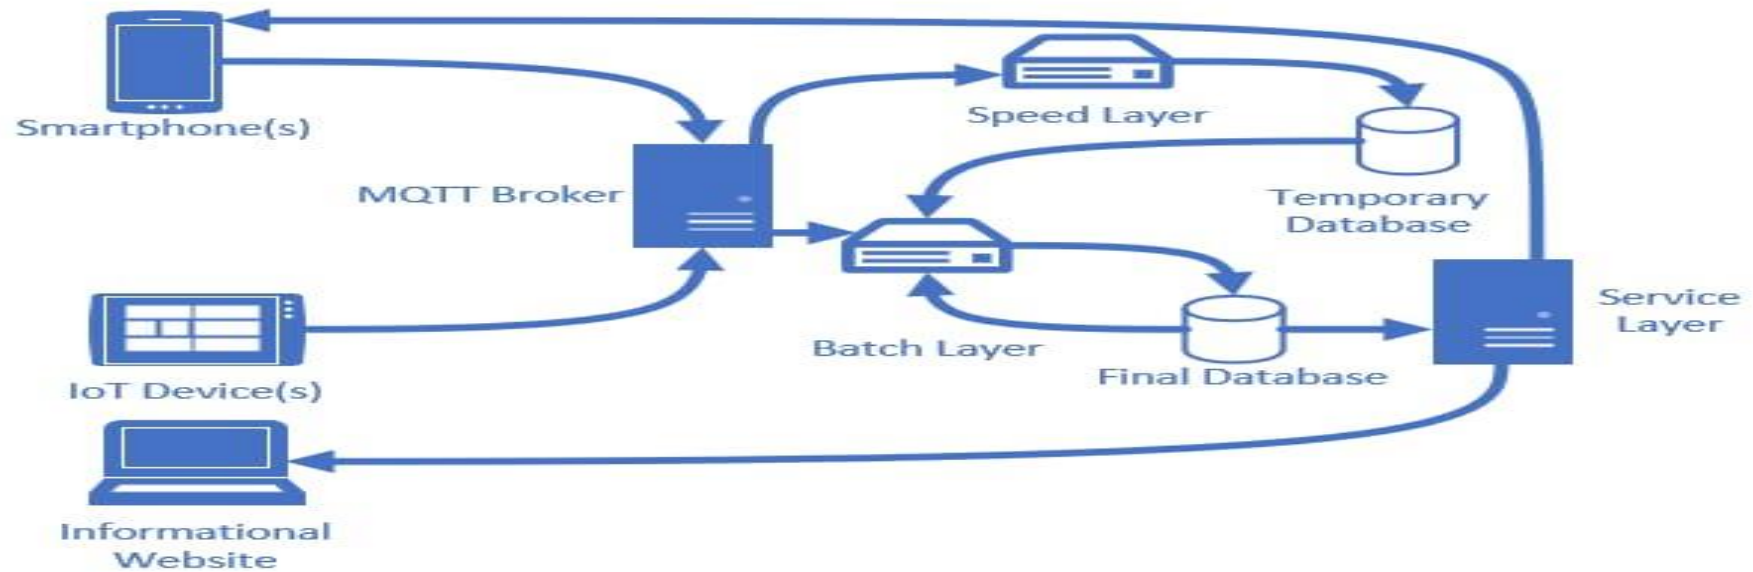 Smartphone(s)
Speed Layer
MQTT Broker
Temporary
Database
Service
Layer
Batch Layer
Final Database
IoT Device(s)
Informational
Website